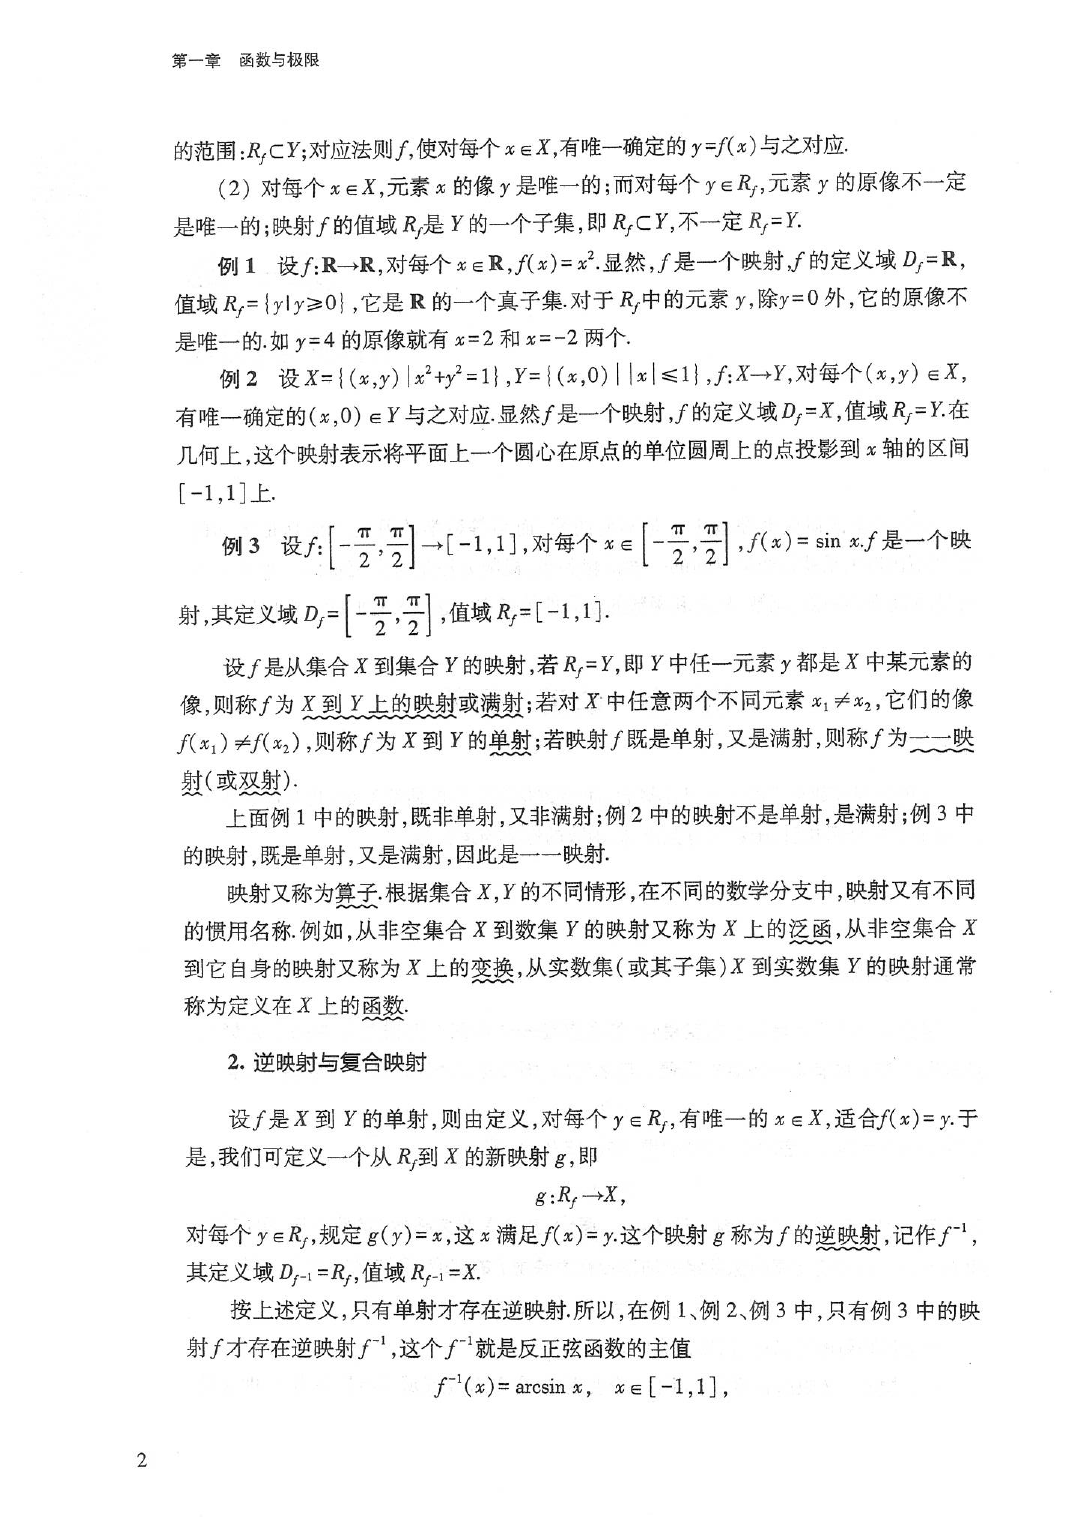 第一章 函数与极限
的范围:R_f⊂Y;对应法则f,使对每个x∈X,有唯一确定的y=f(x)与之对应.
(2) 对每个x∈X,元素x的像y是唯一的;而对每个y∈R_f,元素y的原像不一定
是唯一的;映射f的值域R_f是Y的一个子集,即R_f⊂Y,不一定R_f=Y.
例1 设f:R→R,对每个x∈R,f(x)=x².显然,f是一个映射,f的定义域D_f=R,
值域R_f={y|y≥0},它是R的一个真子集.对于R_f中的元素y,除y=0外,它的原像不
是唯一的.如y=4的原像就有x=2和x=-2两个.
例2 设X={(x,y)|x²+y²=1},Y={(x,0)||x|≤1},f:X→Y,对每个(x,y)∈X,
有唯一确定的(x,0)∈Y与之对应.显然f是一个映射,f的定义域D_f=X,值域R_f=Y.在
几何上,这个映射表示将平面上一个圆心在原点的单位圆周上的点投影到x轴的区间
[-1,1]上.
例3 设f:[-π/2,π/2]→[-1,1],对每个x∈[-π/2,π/2],f(x)=sin x.f是一个映
射,其定义域D_f=[-π/2,π/2],值域R_f=[-1,1].
设f是从集合X到集合Y的映射,若R_f=Y,即Y中任一元素y都是X中某元素的
像,则称f为X到Y上的映射或满射;若对X中任意两个不同元素x₁≠x₂,它们的像
f(x₁)≠f(x₂),则称f为X到Y的单射;若映射f既是单射,又是满射,则称f为一一映
射(或双射).
上面例1中的映射,既非单射,又非满射;例2中的映射不是单射,是满射;例3中
的映射,既是单射,又是满射,因此是一一映射.
映射又称为算子.根据集合X,Y的不同情形,在不同的数学分支中,映射又有不同
的惯用名称.例如,从非空集合X到数集Y的映射又称为X上的泛函,从非空集合X
到它自身的映射又称为X上的变换,从实数集(或其子集)X到实数集Y的映射通常
称为定义在X上的函数.
2. 逆映射与复合映射
设f是X到Y的单射,则由定义,对每个y∈R_f,有唯一的x∈X,适合f(x)=y.于
是,我们可定义一个从R_f到X的新映射g,即
g:R_f→X,
对每个y∈R_f,规定g(y)=x,这x满足f(x)=y.这个映射g称为f的逆映射,记作f⁻¹,
其定义域D_f⁻¹=R_f,值域R_f⁻¹=X.
按上述定义,只有单射才存在逆映射.所以,在例1、例2、例3中,只有例3中的映
射f才存在逆映射f⁻¹,这个f⁻¹就是反正弦函数的主值
f⁻¹(x)=arcsin x, x∈[-1,1],
2